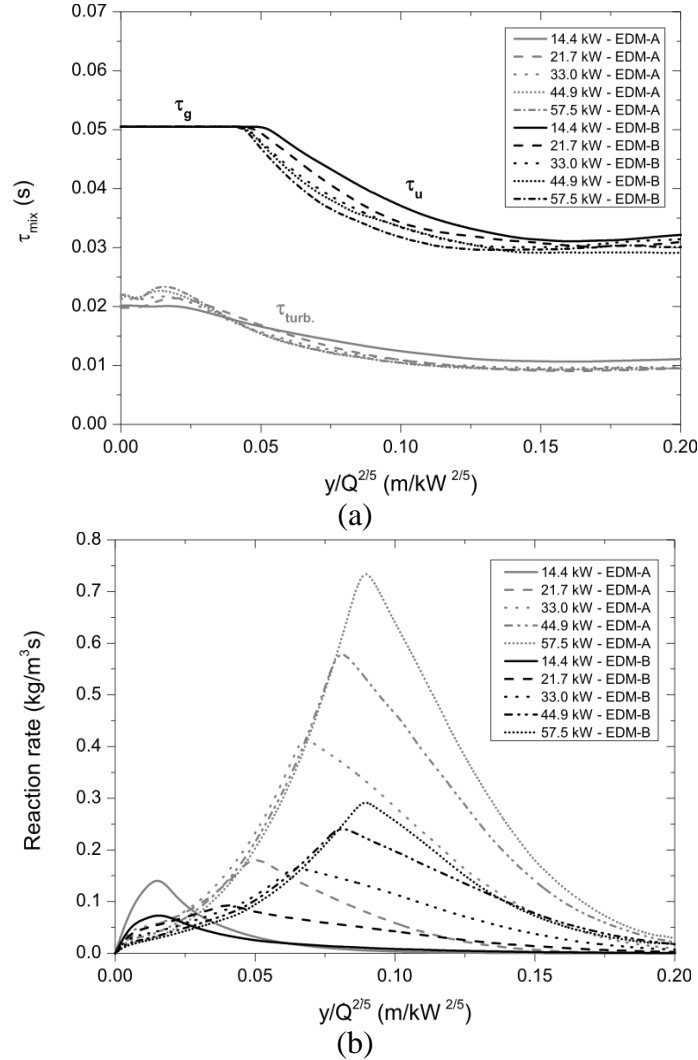 0.07
0.06
0.05
0.04
0.03
0.02
0.01
0.00
τmix (s)
τg
τu
τturb.
14.4 kW - EDM-A
21.7 kW - EDM-A
33.0 kW - EDM-A
44.9 kW - EDM-A
57.5 kW - EDM-A
14.4 kW - EDM-B
21.7 kW - EDM-B
33.0 kW - EDM-B
44.9 kW - EDM-B
57.5 kW - EDM-B
0.00 0.05 0.10 0.15 0.20
y/Q^2/5 (m/kW^2/5)
(a)
0.8
0.7
0.6
0.5
0.4
0.3
0.2
0.1
0.0
Reaction rate (kg/m³s)
14.4 kW - EDM-A
21.7 kW - EDM-A
33.0 kW - EDM-A
44.9 kW - EDM-A
57.5 kW - EDM-A
14.4 kW - EDM-B
21.7 kW - EDM-B
33.0 kW - EDM-B
44.9 kW - EDM-B
57.5 kW - EDM-B
0.00 0.05 0.10 0.15 0.20
y/Q^2/5 (m/kW^2/5)
(b)